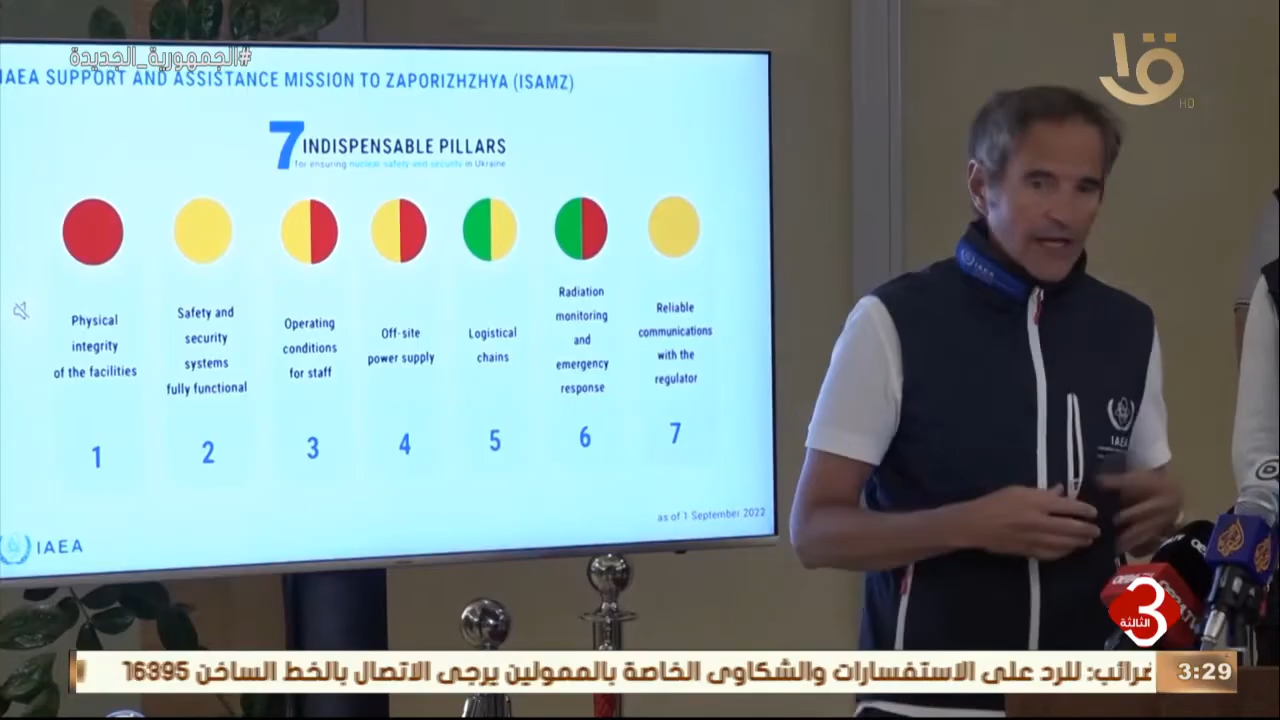 #الجمهورية_الجديدة
IAEA SUPPORT AND ASSISTANCE MISSION TO ZAPORIZHZHYA (ISAMZ)
7 INDISPENSABLE PILLARS
for ensuring nuclear safety and security in Ukraine
Physical
integrity
of the facilities
1
Safety and
security
systems
fully functional
2
Operating
conditions
for staff
3
Off-site
power supply
4
Logistical
chains
5
Radiation
monitoring
and
emergency
response
6
Reliable
communications
with the
regulator
7
as of 1 September 2022
IAEA
HD
IAEA
IAEA
3
الثالثة
ضرائب: للرد على الاستفسارات والشكاوى الخاصة بالممولين يرجى الاتصال بالخط الساخن 16395
3:29